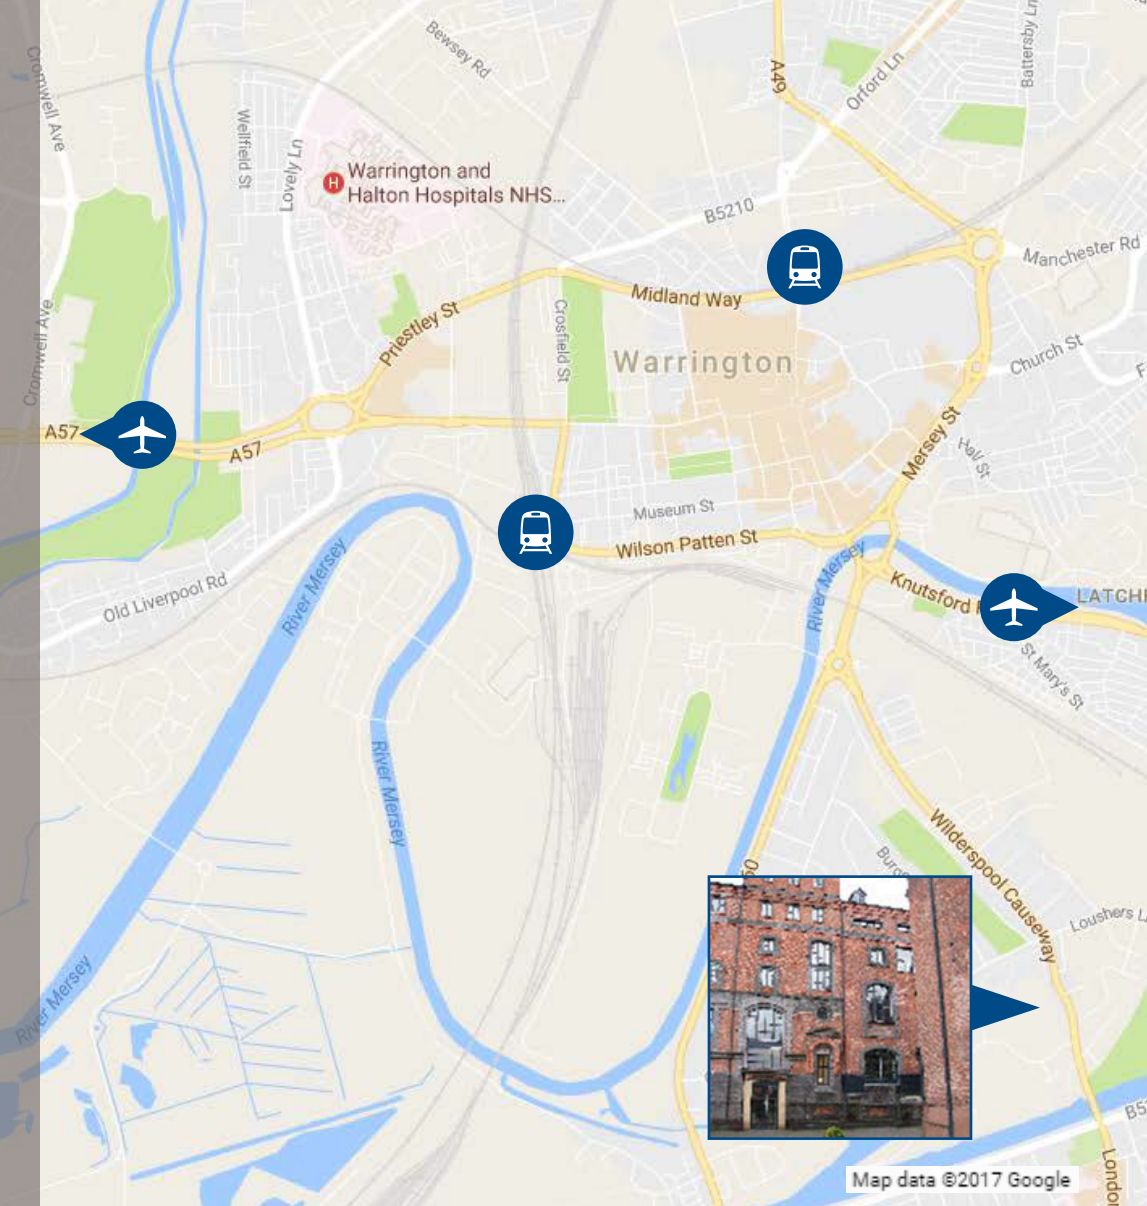 Bewsey Rd
Battersby Ln
A49
Orford Ln
Cromwell Ave
Wellfield St
Lovely Ln
H
Warrington and
Halton Hospitals NHS...
B5210
Manchester Rd
Midland Way
Cromwell Ave
Priestley St
Crosfield St
Warrington
Church St
A57
A57
Mersey St
Hall St
Museum St
Wilson Patten St
River Mersey
River Mersey
Knutsford
LATCH
Old Liverpool Rd
St Mary's St
River Mersey
Wilderspool Causeway
Loushers L
River Mersey
B5
Map data ©2017 Google